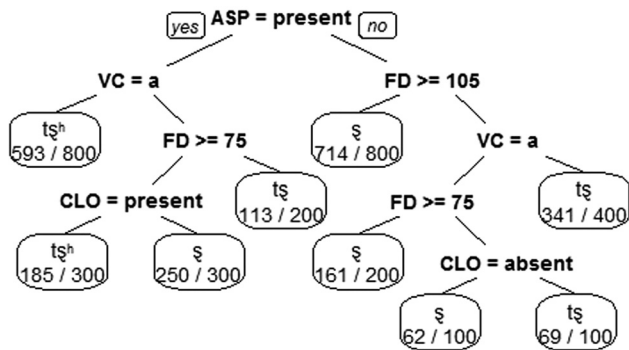 yes ASP = present no
VC = a FD >= 105
tʂʰ ʂ
593 / 800 FD >= 75 714 / 800 VC = a
CLO = present tʂ FD >= 75 tʂ
113 / 200 341 / 400
tʂʰ ʂ ʂ
185 / 300 250 / 300 161 / 200 CLO = absent
ʂ tʂ
62 / 100 69 / 100